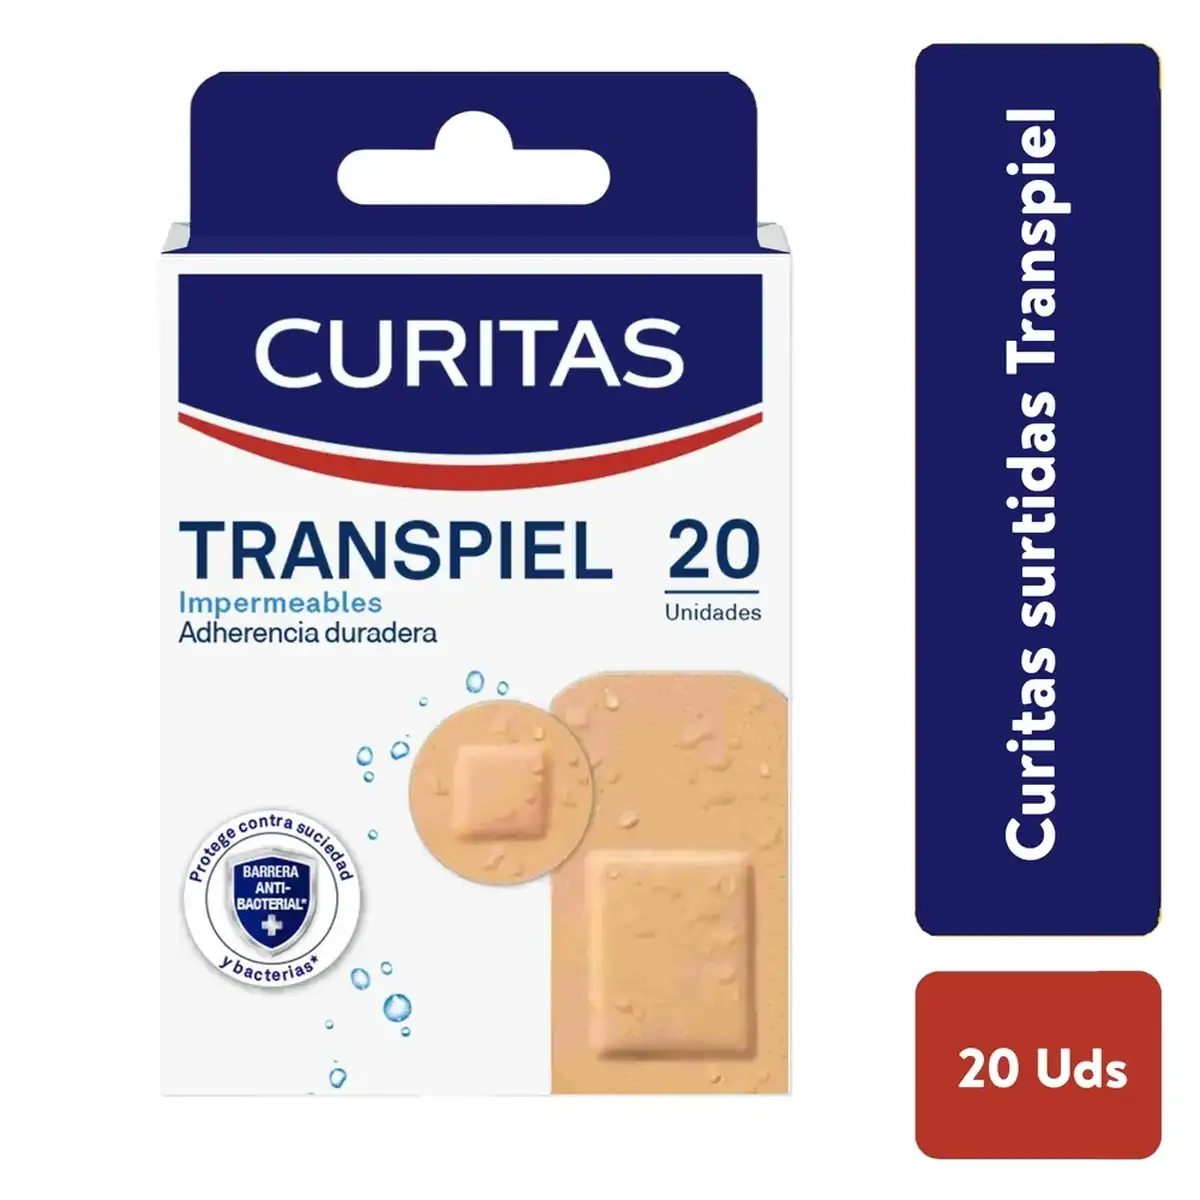 CURITAS
TRANSPIEL
20
Unidades
Impermeables
Adherencia duradera
Protege contra suciedad
BARRERA
ANTI-
BACTERIAL*
y bacterias*
Curitas surtidas Transpiel
20 Uds